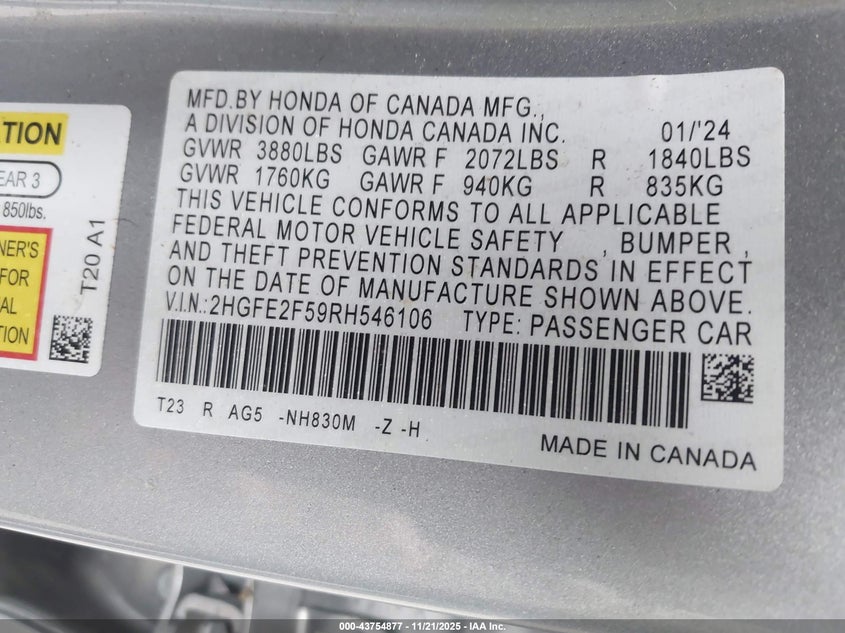 MFD.BY HONDA OF CANADA MFG.,
A DIVISION OF HONDA CANADA INC. 01/'24
GVWR 3880LBS GAWR F 2072LBS R 1840LBS
GVWR 1760KG GAWR F 940KG R 835KG
THIS VEHICLE CONFORMS TO ALL APPLICABLE
FEDERAL MOTOR VEHICLE SAFETY , BUMPER ,
AND THEFT PREVENTION STANDARDS IN EFFECT
ON THE DATE OF MANUFACTURE SHOWN ABOVE.
V.I.N.:2HGFE2F59RH546106 TYPE: PASSENGER CAR
T23 R AG5 -NH830M -Z -H
MADE IN CANADA
EAR 3
850lbs.
NER'S
FOR
AL
TION
T20 A1
000-43754877 - 11/21/2025 - IAA Inc.